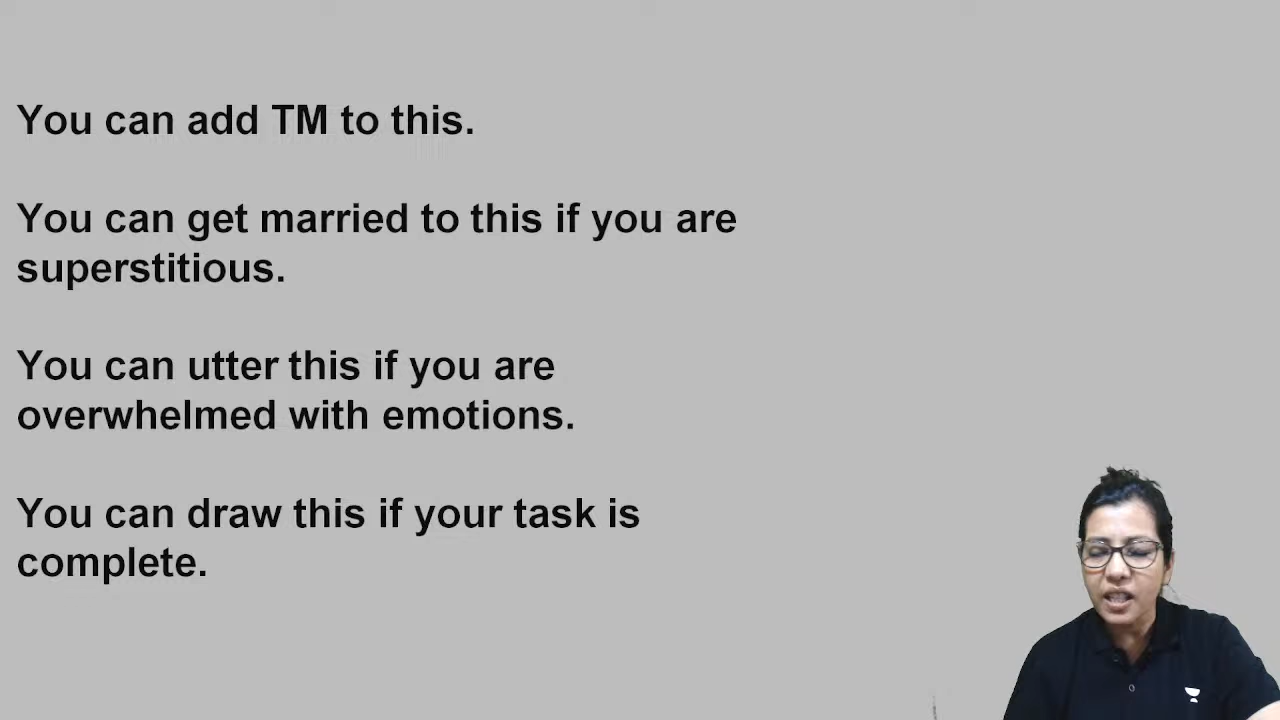 You can add TM to this.
You can get married to this if you are
superstitious.
You can utter this if you are
overwhelmed with emotions.
You can draw this if your task is
complete.